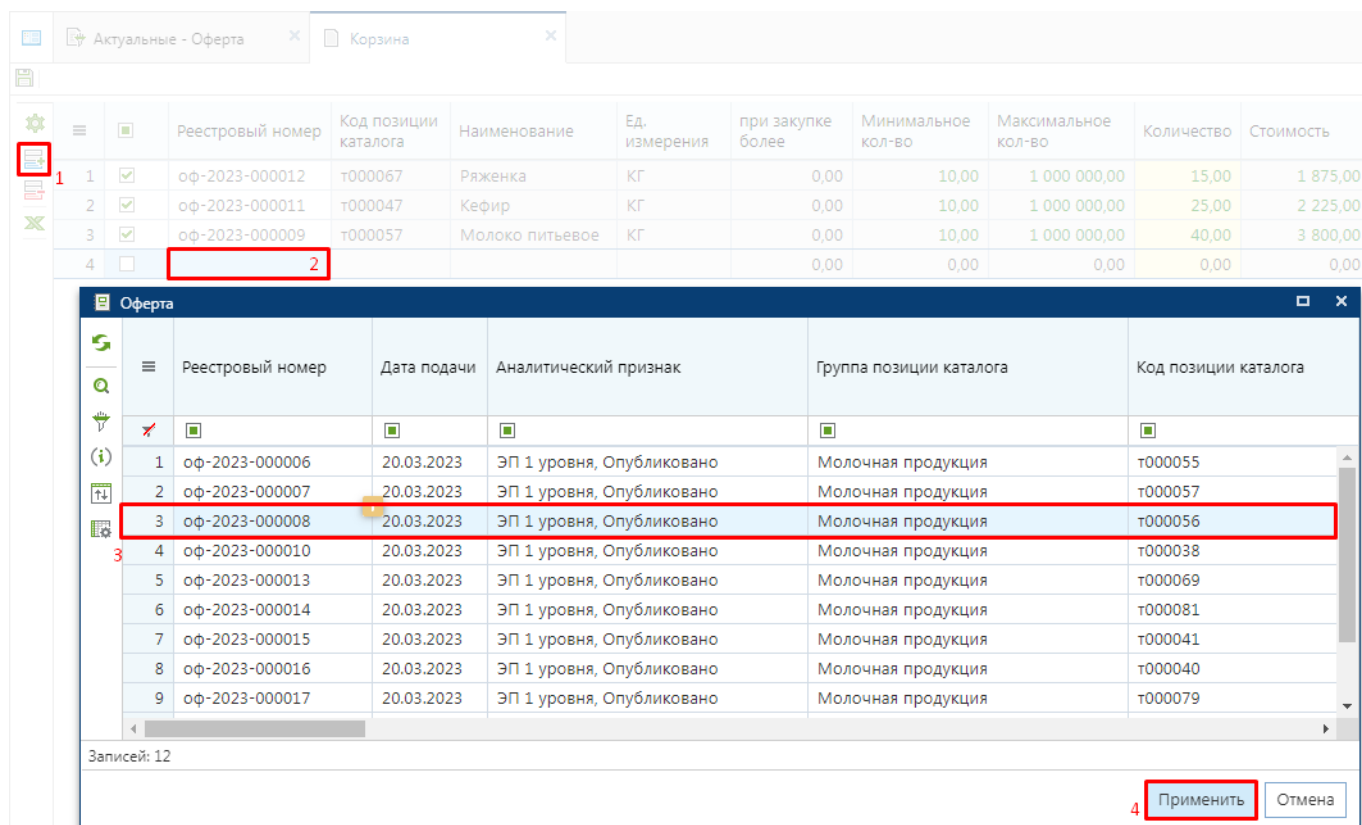 Актуальные - Оферта
Корзина
Реестровый номер Код позиции каталога Наименование Ед. измерения при закупке более Минимальное кол-во Максимальное кол-во Количество Стоимость
1 1 оф-2023-000012 т000067 Ряженка КГ 0,00 10,00 1 000 000,00 15,00 1 875,00
2 оф-2023-000011 т000047 Кефир КГ 0,00 10,00 1 000 000,00 25,00 2 225,00
3 оф-2023-000009 т000057 Молоко питьевое КГ 0,00 10,00 1 000 000,00 40,00 3 800,00
4 2 0,00 0,00 0,00 0,00 0,00
Оферта
Реестровый номер Дата подачи Аналитический признак Группа позиции каталога Код позиции каталога
1 оф-2023-000006 20.03.2023 ЭП 1 уровня, Опубликовано Молочная продукция т000055
2 оф-2023-000007 20.03.2023 ЭП 1 уровня, Опубликовано Молочная продукция т000057
3 оф-2023-000008 20.03.2023 ЭП 1 уровня, Опубликовано Молочная продукция т000056
3
4 оф-2023-000010 20.03.2023 ЭП 1 уровня, Опубликовано Молочная продукция т000038
5 оф-2023-000013 20.03.2023 ЭП 1 уровня, Опубликовано Молочная продукция т000069
6 оф-2023-000014 20.03.2023 ЭП 1 уровня, Опубликовано Молочная продукция т000081
7 оф-2023-000015 20.03.2023 ЭП 1 уровня, Опубликовано Молочная продукция т000041
8 оф-2023-000016 20.03.2023 ЭП 1 уровня, Опубликовано Молочная продукция т000040
9 оф-2023-000017 20.03.2023 ЭП 1 уровня, Опубликовано Молочная продукция т000079
Записей: 12
4 Применить Отмена